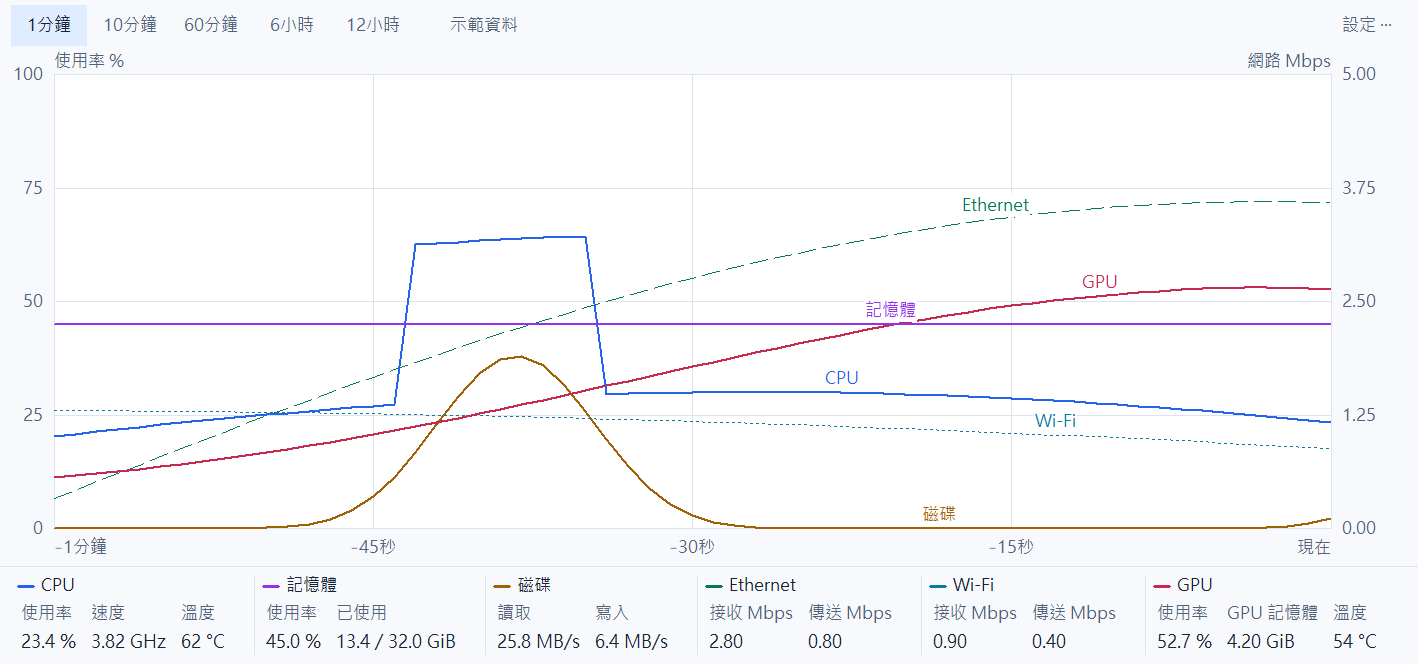 1分鐘 10分鐘 60分鐘 6小時 12小時 示範資料 設定 ...
使用率 % 網路 Mbps
100 5.00
75 3.75
Ethernet
GPU
50 2.50
記憶體
CPU
25 1.25
Wi-Fi
磁碟
0 0.00
-1分鐘 -45秒 -30秒 -15秒 現在
CPU 記憶體 磁碟 Ethernet Wi-Fi GPU
使用率 速度 溫度 使用率 已使用 讀取 寫入 接收 Mbps 傳送 Mbps 接收 Mbps 傳送 Mbps 使用率 GPU 記憶體 溫度
23.4 % 3.82 GHz 62 °C 45.0 % 13.4 / 32.0 GiB 25.8 MB/s 6.4 MB/s 2.80 0.80 0.90 0.40 52.7 % 4.20 GiB 54 °C